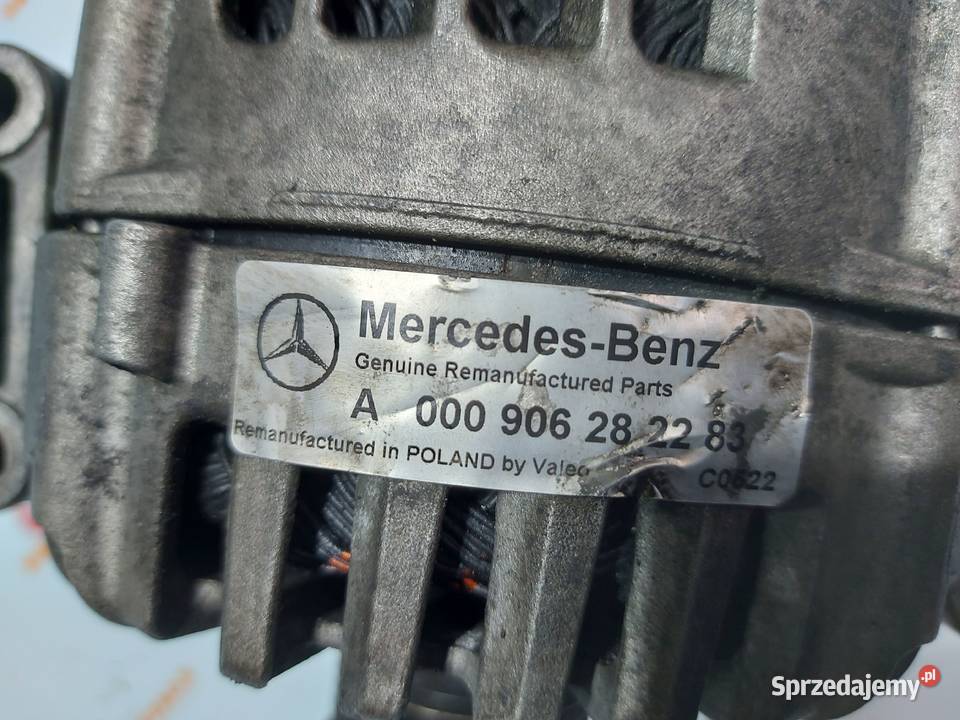 Mercedes-Benz
Genuine Remanufactured Parts
A 000 906 28 22 83
Remanufactured in POLAND by Valeo
C0622
Sprzedajemy.pl